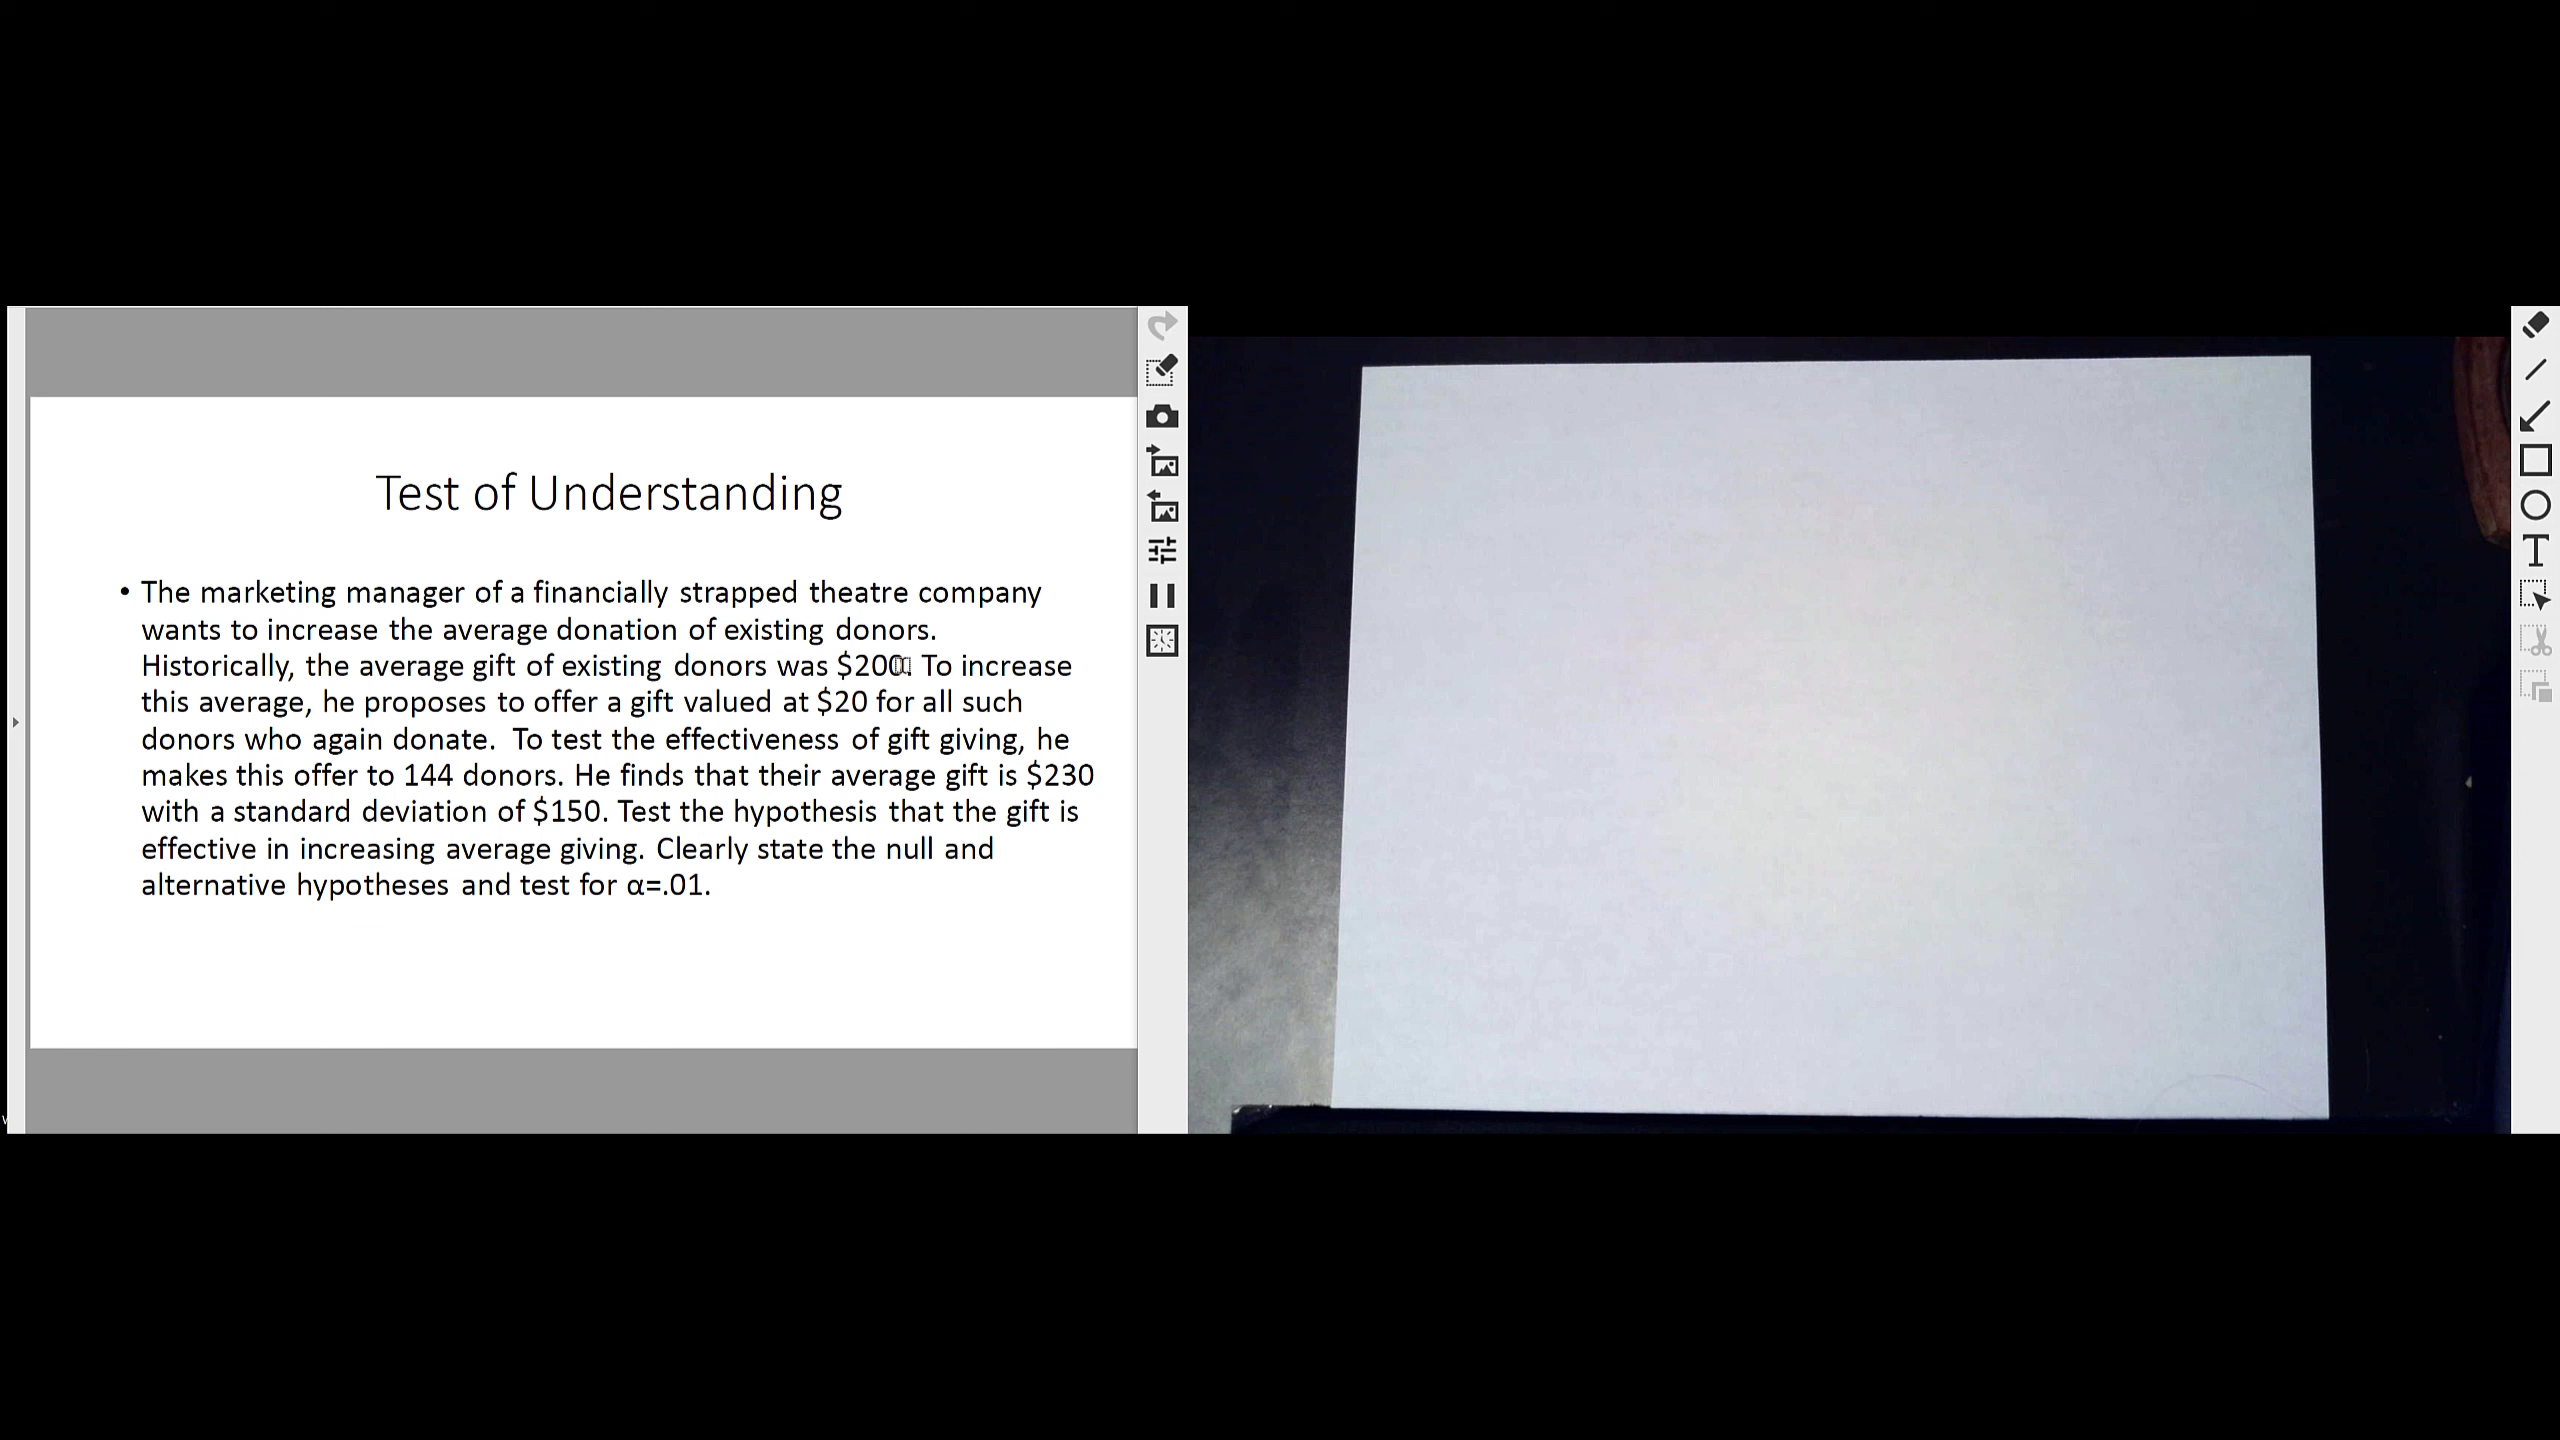 Test of Understanding
• The marketing manager of a financially strapped theatre company
wants to increase the average donation of existing donors.
Historically, the average gift of existing donors was $200. To increase
this average, he proposes to offer a gift valued at $20 for all such
donors who again donate.  To test the effectiveness of gift giving, he
makes this offer to 144 donors. He finds that their average gift is $230
with a standard deviation of $150. Test the hypothesis that the gift is
effective in increasing average giving. Clearly state the null and
alternative hypotheses and test for α=.01.